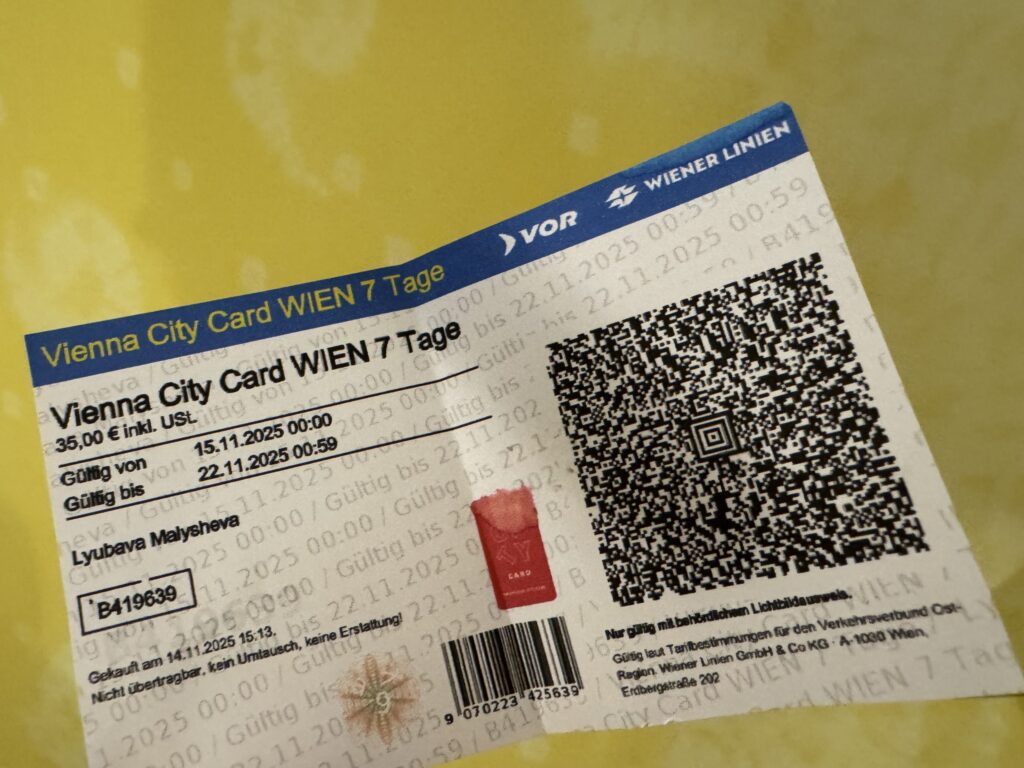 VOR WIENER LINIEN
Vienna City Card WIEN 7 Tage
Vienna City Card WIEN 7 Tage
35,00 € inkl. USt.
Gültig von 15.11.2025 00:00
Gültig bis 22.11.2025 00:59
Lyubava Malysheva
B419639
Gekauft am 14.11.2025 15:13.
Nicht übertragbar, kein Umtausch, keine Erstattung!
CARD
9 070223 425639
Nur gültig mit behördlichem Lichtbildausweis.
Gültig laut Tarifbestimmungen für den Verkehrsverbund Ost-
Region. Wiener Linien GmbH & Co KG · A-1030 Wien,
Erdbergstraße 202